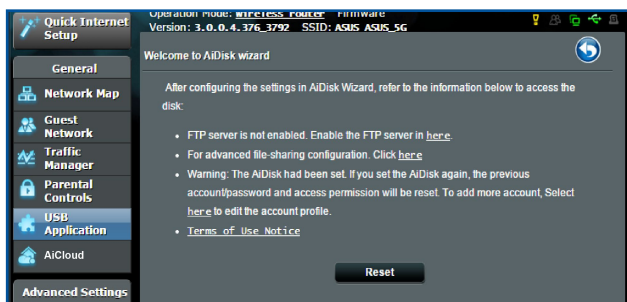 Quick Internet
Setup
General
Network Map
Guest
Network
Traffic
Manager
Parental
Controls
USB
Application
AiCloud
Advanced Settings
Operation Mode: Wireless router Firmware
Version: 3.0.0.4.376_3792 SSID: ASUS ASUS_5G
Welcome to AiDisk wizard
After configuring the settings in AiDisk Wizard, refer to the information below to access the
disk:
• FTP server is not enabled. Enable the FTP server in here.
• For advanced file-sharing configuration. Click here
• Warning: The AiDisk had been set. If you set the AiDisk again, the previous
account/password and access permission will be reset. To add more account, Select
here to edit the account profile.
• Terms of Use Notice
Reset